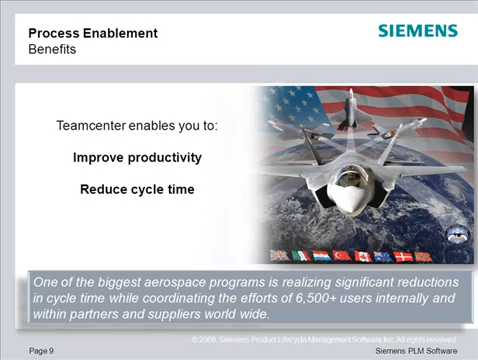 Process Enablement
Benefits
SIEMENS
Teamcenter enables you to:
Improve productivity
Reduce cycle time
One of the biggest aerospace programs is realizing significant reductions
in cycle time while coordinating the efforts of 6,500+ users internally and
within partners and suppliers world wide.
© 2009. Siemens Product Lifecycle Management Software Inc. All rights reserved
Page 9
Siemens PLM Software